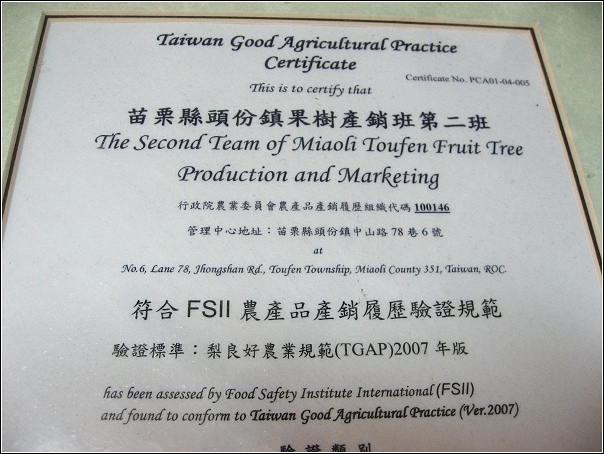 Taiwan Good Agricultural Practice
Certificate
Certificate No. PCA01-04-005
This is to certify that
苗栗縣頭份鎮果樹產銷班第二班
The Second Team of Miaoli Toufen Fruit Tree
Production and Marketing
行政院農業委員會農產品產銷履歷組織代碼 100146
管理中心地址：苗栗縣頭份鎮中山路 78 巷 6 號
at
No.6, Lane 78, Jhongshan Rd., Toufen Township, Miaoli County 351, Taiwan, ROC.
符合 FSII 農產品產銷履歷驗證規範
驗證標準：梨良好農業規範(TGAP)2007 年版
has been assessed by Food Safety Institute International (FSII)
and found to conform to Taiwan Good Agricultural Practice (Ver.2007)
驗證類別